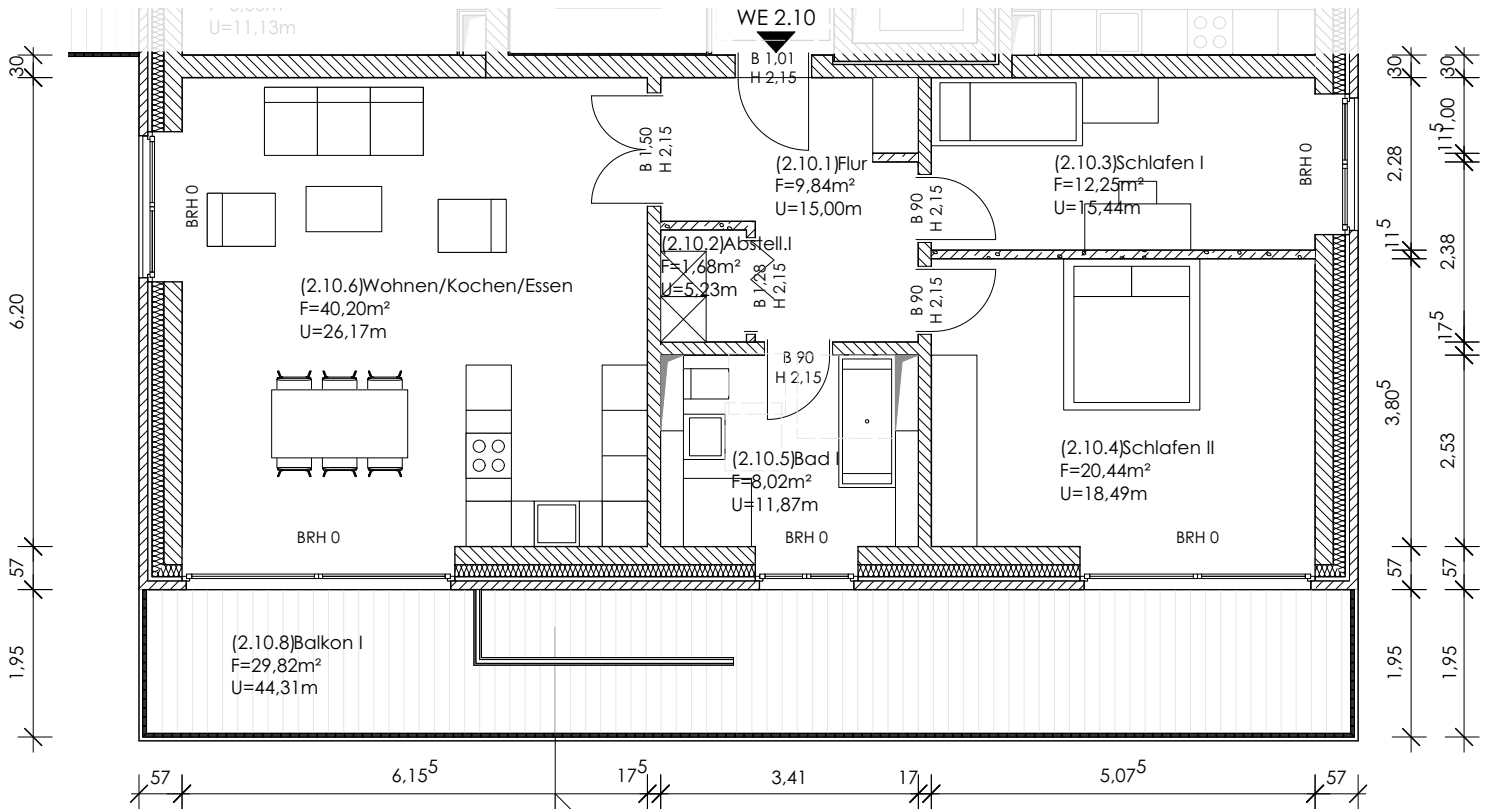 U=11,13m
WE 2.10
B 1,01
H 2,15
30
30
30
B 1,50
H 2,15
(2.10.1)Flur
F=9,84m²
U=15,00m
(2.10.3)Schlafen I
F=12,25m²
U=15,44m
BRH 0
BRH 0
B 90
H 2,15
1,00
11⁵
2,28
11⁵
2,38
(2.10.2)Abstell.I
F=1,68m²
U=5,23m
B 1,28
H 2,15
B 90
H 2,15
(2.10.6)Wohnen/Kochen/Essen
F=40,20m²
U=26,17m
6,20
17⁵
B 90
H 2,15
3,80⁵
2,53
(2.10.5)Bad I
F=8,02m²
U=11,87m
(2.10.4)Schlafen II
F=20,44m²
U=18,49m
BRH 0
BRH 0
BRH 0
57
57
57
(2.10.8)Balkon I
F=29,82m²
U=44,31m
1,95
1,95
1,95
57
6,15⁵
17⁵
3,41
17
5,07⁵
57